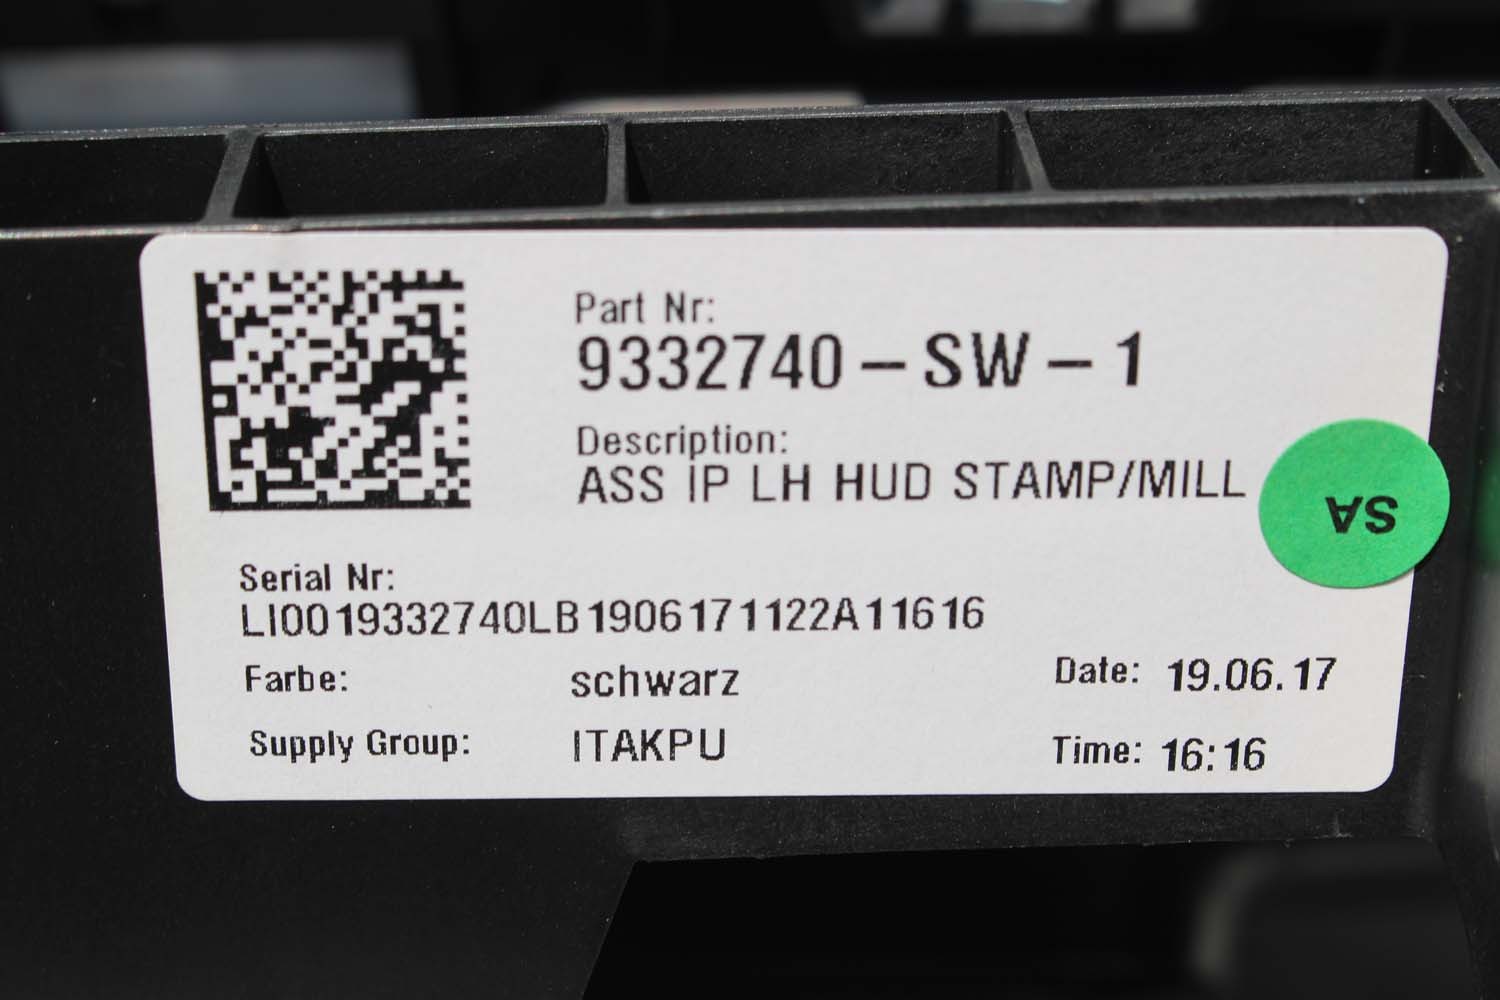 Part Nr:
9332740-SW-1
Description:
ASS IP LH HUD STAMP/MILL
SA
Serial Nr:
LI0019332740LB1906171122A11616
Farbe: schwarz Date: 19.06.17
Supply Group: ITAKPU Time: 16:16